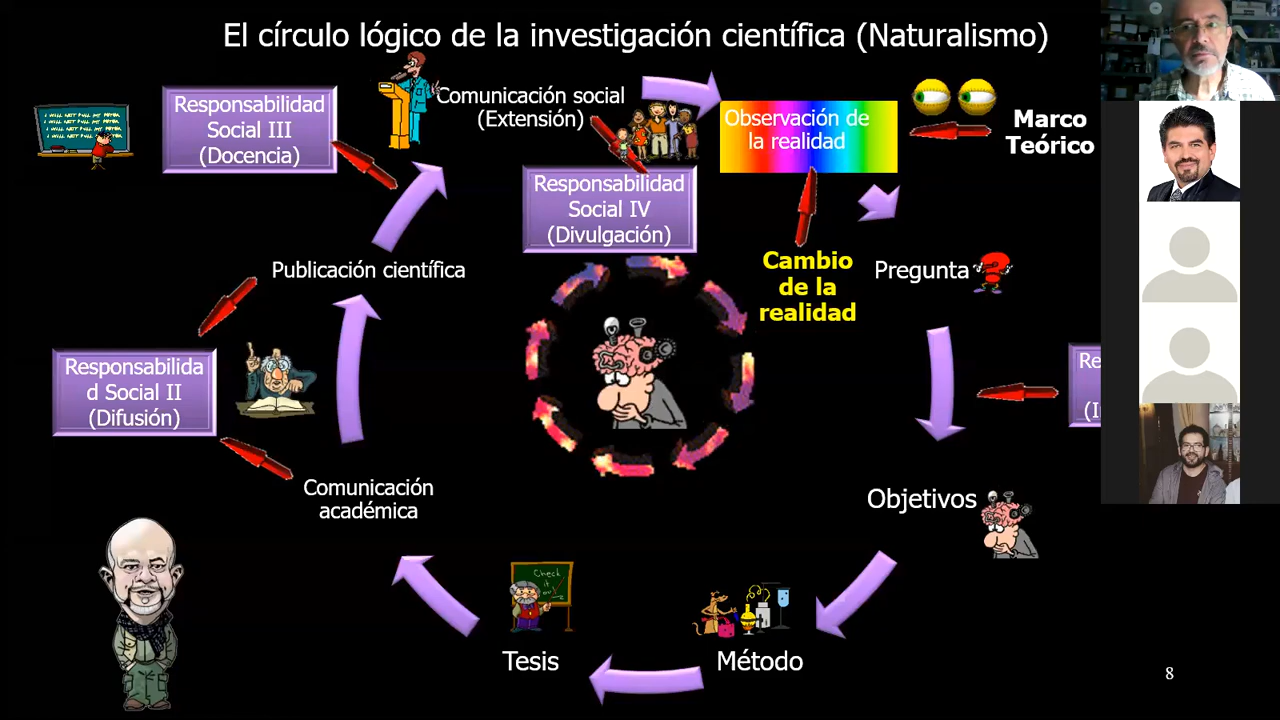 El círculo lógico de la investigación científica (Naturalismo)
Responsabilidad
Social III
(Docencia)
Comunicación social
(Extensión)
Observación de
la realidad
Marco
Teórico
Responsabilidad
Social IV
(Divulgación)
Cambio
de la
realidad
Pregunta
Publicación científica
Responsabilida
d Social II
(Difusión)
Re
(I
Comunicación
académica
Objetivos
Check
it
Tesis
Método
8